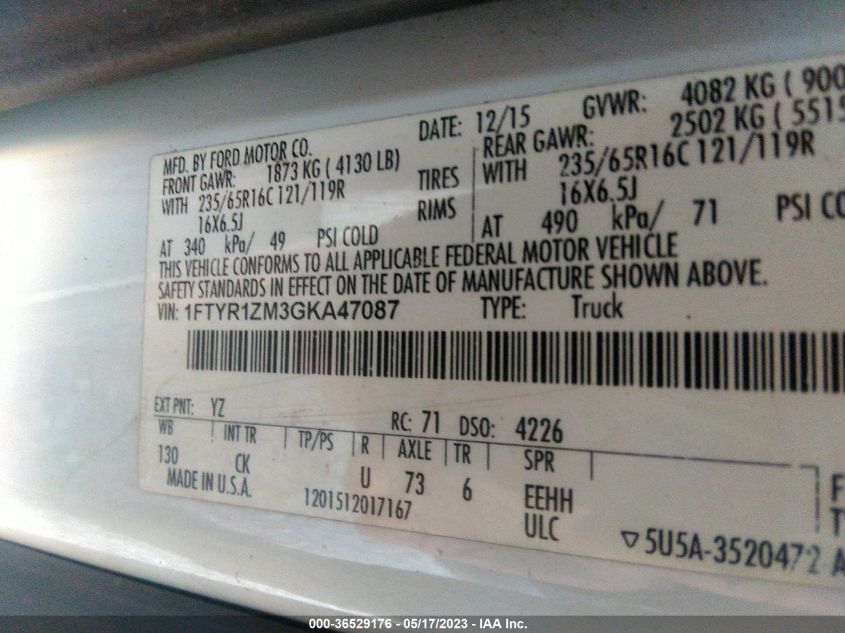 MFD. BY FORD MOTOR CO.
DATE: 12/15 GVWR: 4082 KG ( 900
FRONT GAWR: 1873 KG ( 4130 LB) REAR GAWR: 2502 KG ( 5515
WITH 235/65R16C 121/119R TIRES WITH 235/65R16C 121/119R
16X6.5J RIMS 16X6.5J
AT 340 kPa/ 49 PSI COLD AT 490 kPa/ 71 PSI CO
THIS VEHICLE CONFORMS TO ALL APPLICABLE FEDERAL MOTOR VEHICLE
SAFETY STANDARDS IN EFFECT ON THE DATE OF MANUFACTURE SHOWN ABOVE.
VIN: 1FTYR1ZM3GKA47087 TYPE: Truck
EXT PNT: YZ RC: 71 DSO: 4226
WB INT TR TP/PS R AXLE TR SPR
130 CK U 73 6 EEHH
MADE IN U.S.A. 1201512017167 ULC
▽5U5A-3520472 A
000-36529176 - 05/17/2023 - IAA Inc.